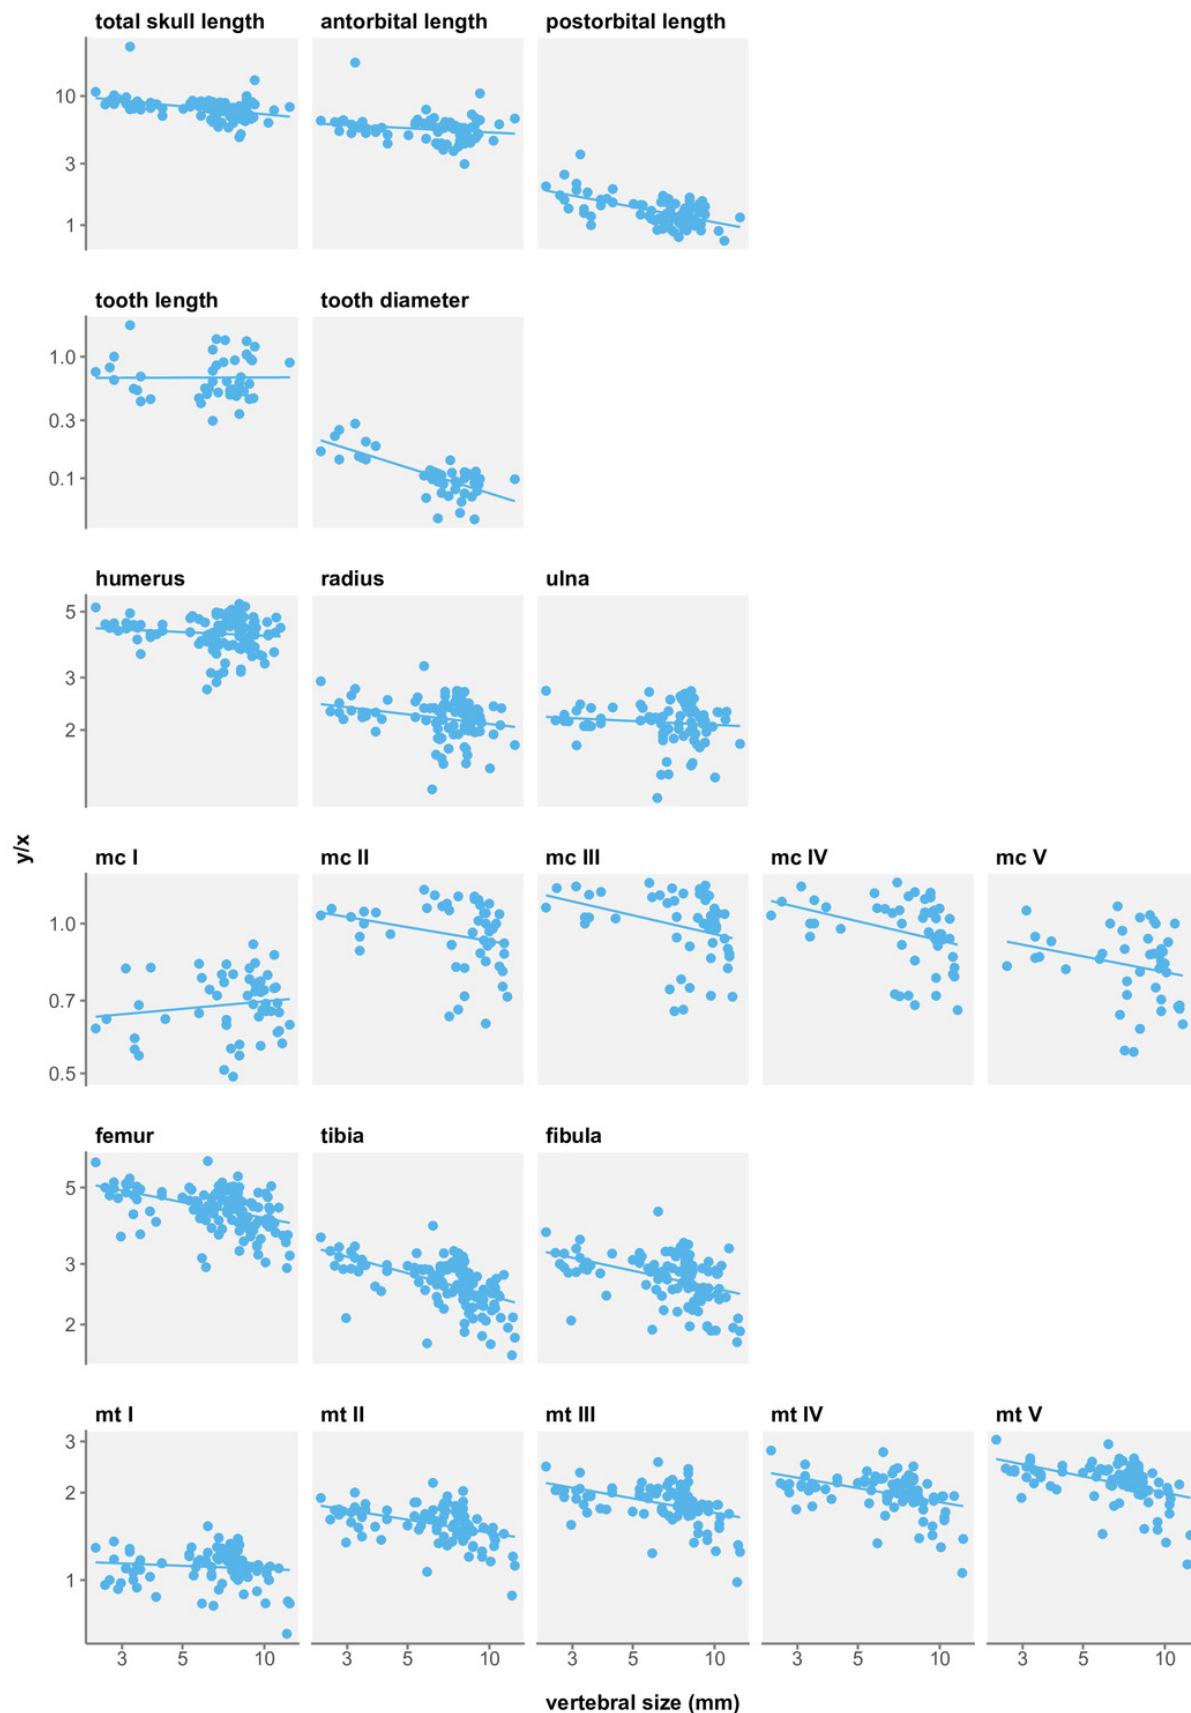 total skull length antorbital length postorbital length
10
3
1
tooth length tooth diameter
1.0
0.3
0.1
humerus radius ulna
5
3
2
y/x
mc I mc II mc III mc IV mc V
1.0
0.7
0.5
femur tibia fibula
5
3
2
mt I mt II mt III mt IV mt V
3
2
1
3 5 10 3 5 10 3 5 10 3 5 10 3 5 10
vertebral size (mm)